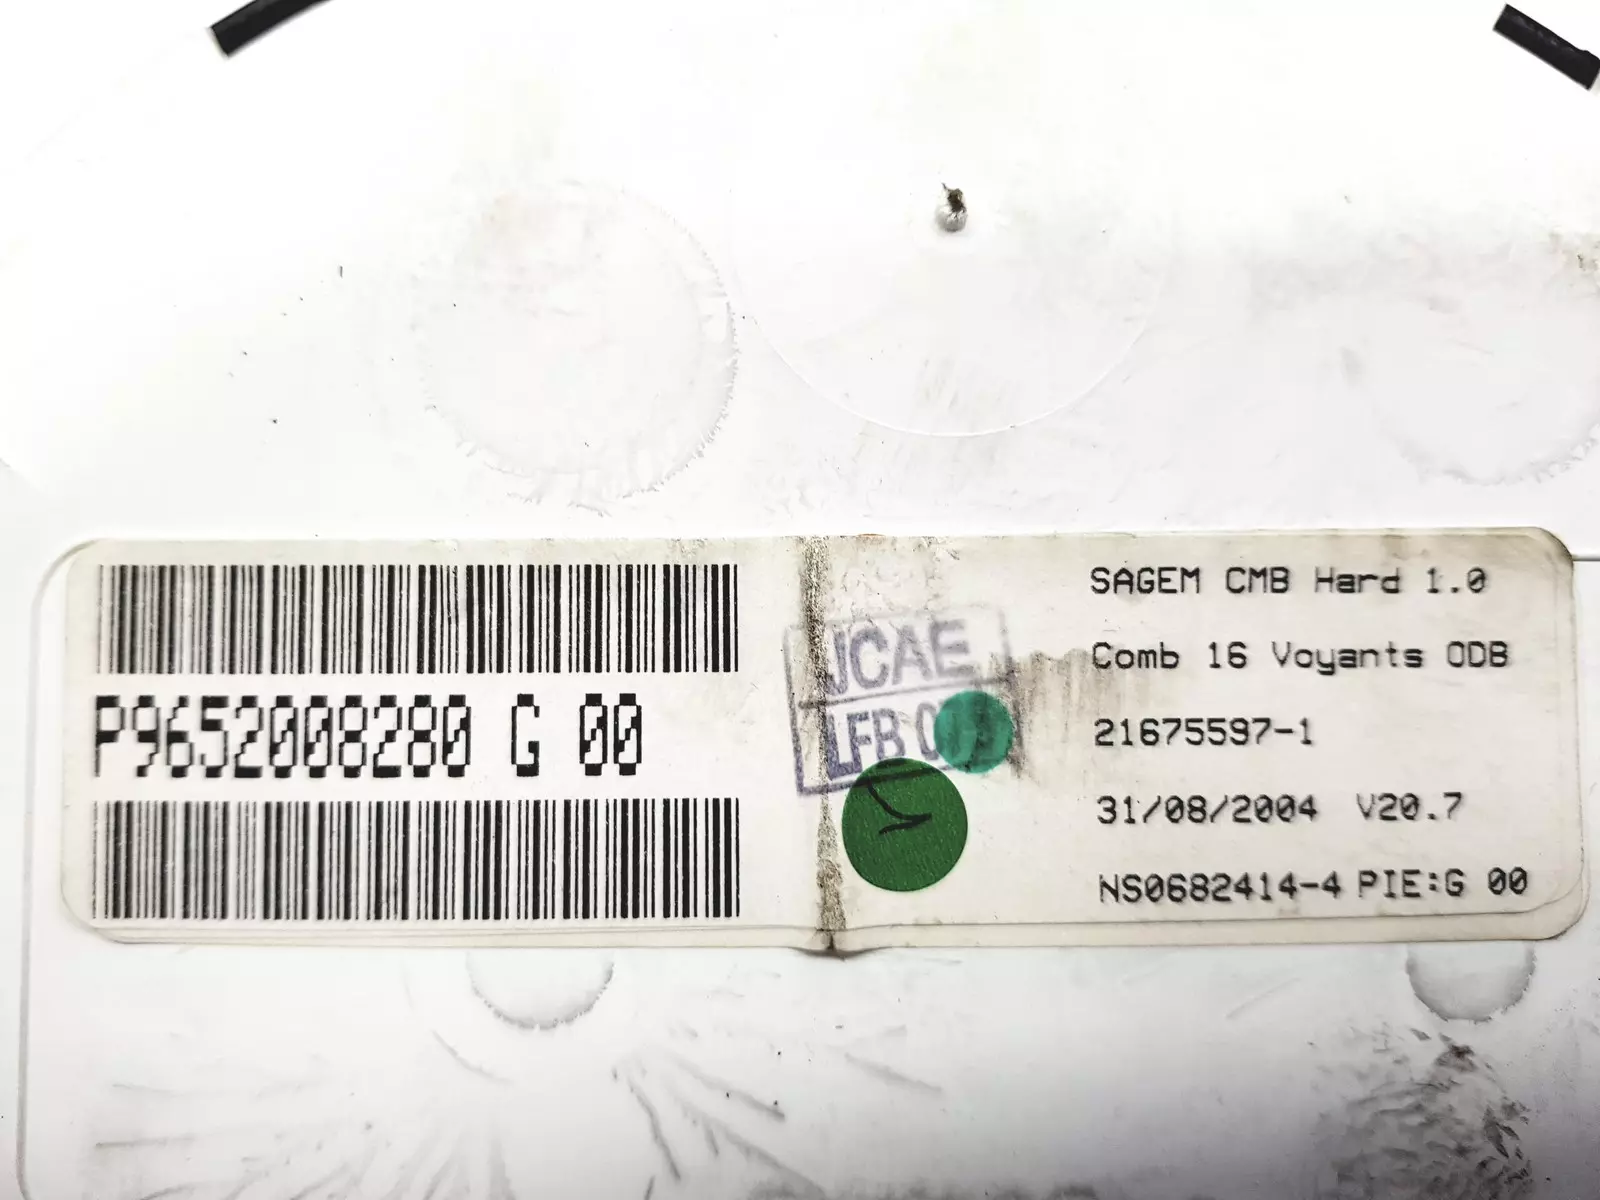 P9652008280 G 00
JCAE
LFB
SAGEM CMB Hard 1.0
Comb 16 Voyants ODB
21675597-1
31/08/2004 V20.7
NS0682414-4 PIE:G 00